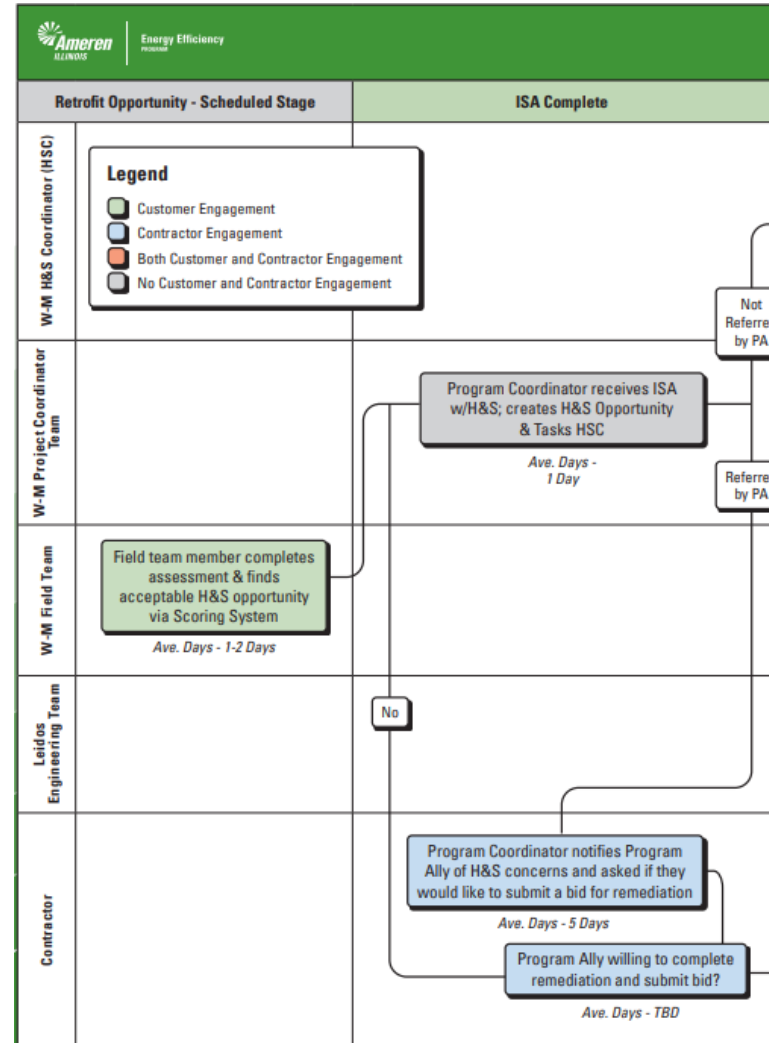 Ameren
ILLINOIS
Energy Efficiency
PROGRAM
Retrofit Opportunity - Scheduled Stage
ISA Complete
W-M H&S Coordinator (HSC)
Legend
Customer Engagement
Contractor Engagement
Both Customer and Contractor Engagement
No Customer and Contractor Engagement
Not
Referre
by PA
W-M Project Coordinator
Team
Program Coordinator receives ISA
w/H&S; creates H&S Opportunity
& Tasks HSC
Ave. Days -
1 Day
Referre
by PA
W-M Field Team
Field team member completes
assessment & finds
acceptable H&S opportunity
via Scoring System
Ave. Days - 1-2 Days
Leidos
Engineering Team
No
Contractor
Program Coordinator notifies Program
Ally of H&S concerns and asked if they
would like to submit a bid for remediation
Ave. Days - 5 Days
Program Ally willing to complete
remediation and submit bid?
Ave. Days - TBD